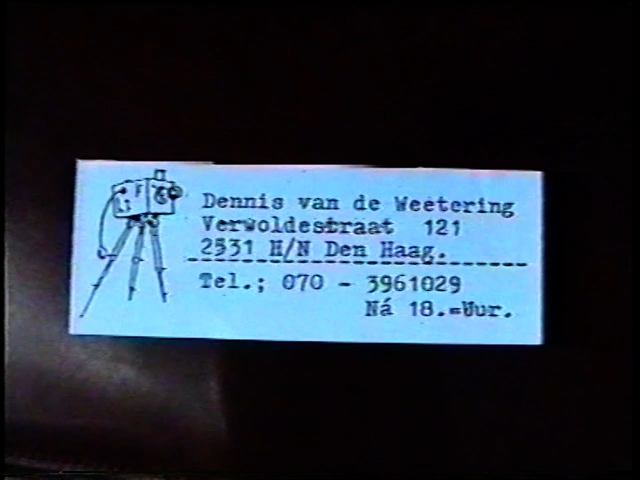 Dennis van de Weetering
Verwoldestraat 121
2531 H/N Den Haag.
Tel.; 070 - 3961029
Ná 18.=Uur.